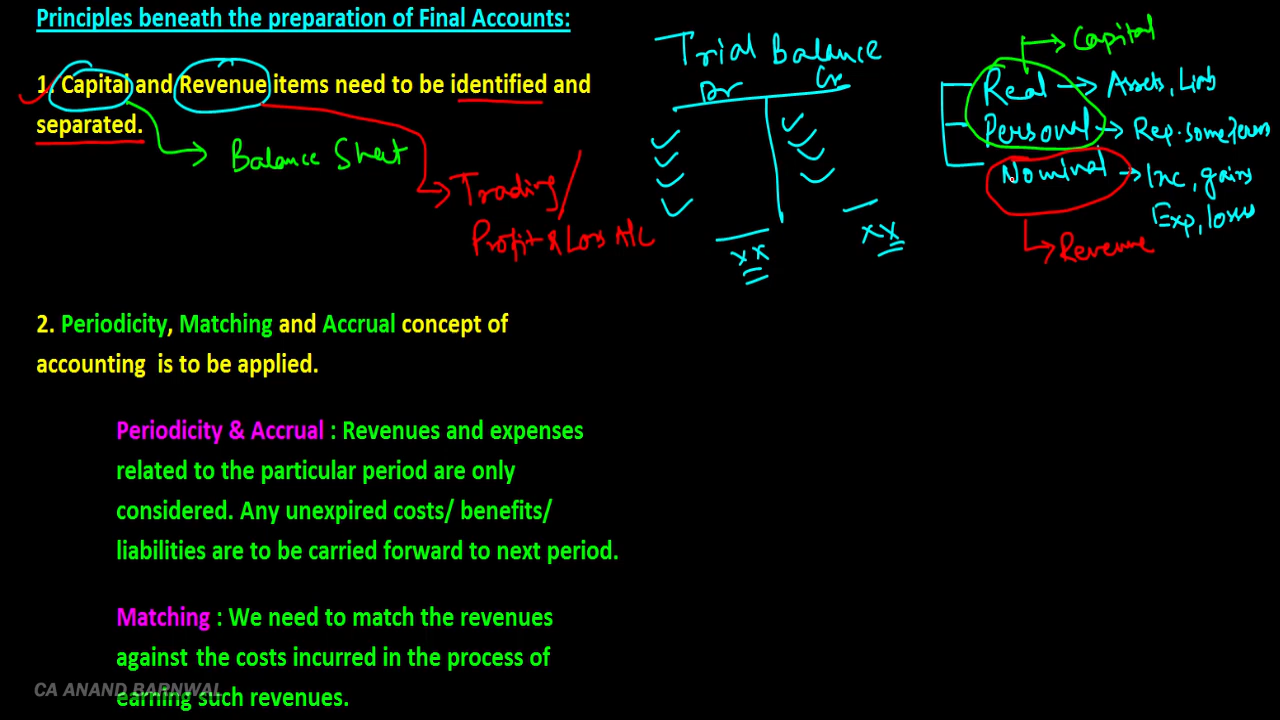 Principles beneath the preparation of Final Accounts:
1. Capital and Revenue items need to be identified and
separated.
Balance Sheet
Trading/
Profit & Loss A/C
Trial Balance
Dr Cr
xx xx
Capital
Real → Assets, Liab
Personal → Rep. some Person
Nominal → Inc, gains
Exp, losses
Revenue
2. Periodicity, Matching and Accrual concept of
accounting is to be applied.
Periodicity & Accrual : Revenues and expenses
related to the particular period are only
considered. Any unexpired costs/ benefits/
liabilities are to be carried forward to next period.
Matching : We need to match the revenues
against the costs incurred in the process of
earning such revenues.
CA ANAND BARNWAL